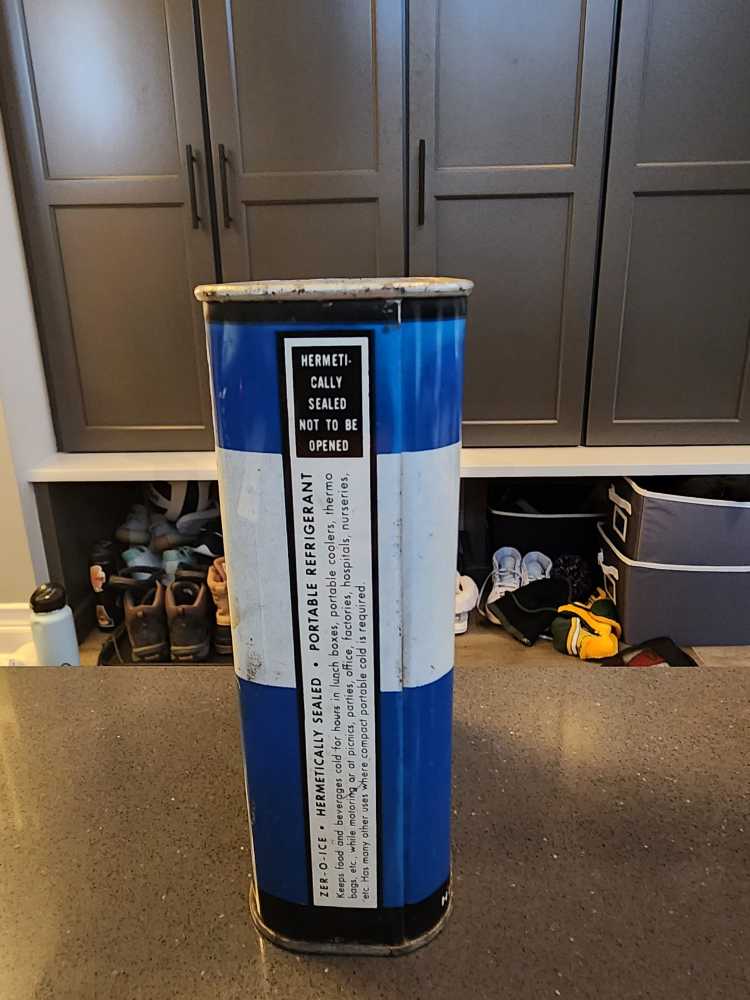 HERMETI-
CALLY
SEALED
NOT TO BE
OPENED
ZER-O-ICE • HERMETICALLY SEALED • PORTABLE REFRIGERANT
Keeps food and beverages cold for hours in lunch boxes, portable coolers, thermo
bags, etc., while motoring or at picnics, parties, office, factories, hospitals, nurseries,
etc. Has many other uses where compact portable cold is required.